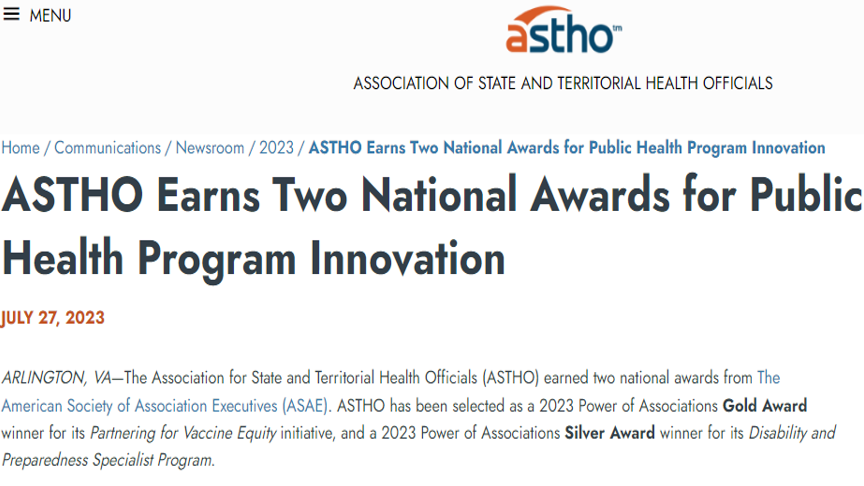 MENU
astho™
ASSOCIATION OF STATE AND TERRITORIAL HEALTH OFFICIALS
Home / Communications / Newsroom / 2023 / ASTHO Earns Two National Awards for Public Health Program Innovation
ASTHO Earns Two National Awards for Public
Health Program Innovation
JULY 27, 2023
ARLINGTON, VA—The Association for State and Territorial Health Officials (ASTHO) earned two national awards from The
American Society of Association Executives (ASAE). ASTHO has been selected as a 2023 Power of Associations Gold Award
winner for its Partnering for Vaccine Equity initiative, and a 2023 Power of Associations Silver Award winner for its Disability and
Preparedness Specialist Program.